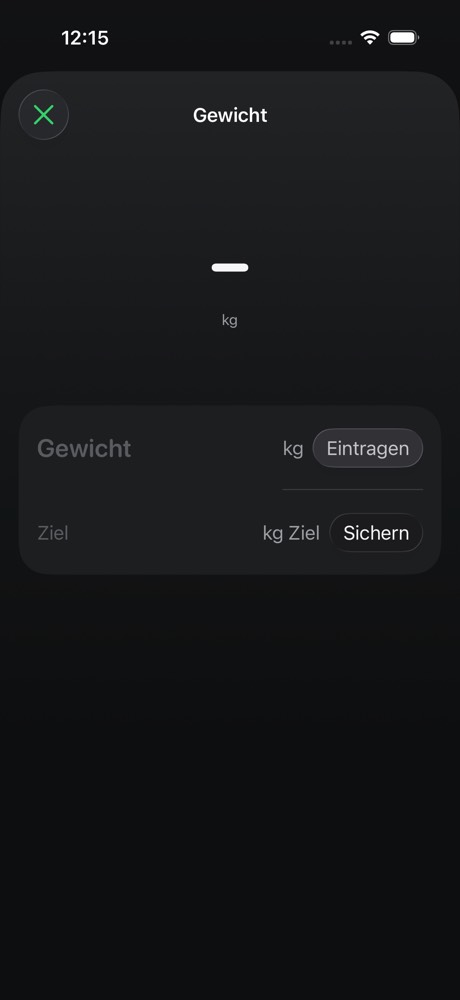 12:15
Gewicht
–
kg
Gewicht kg Eintragen
Ziel kg Ziel Sichern